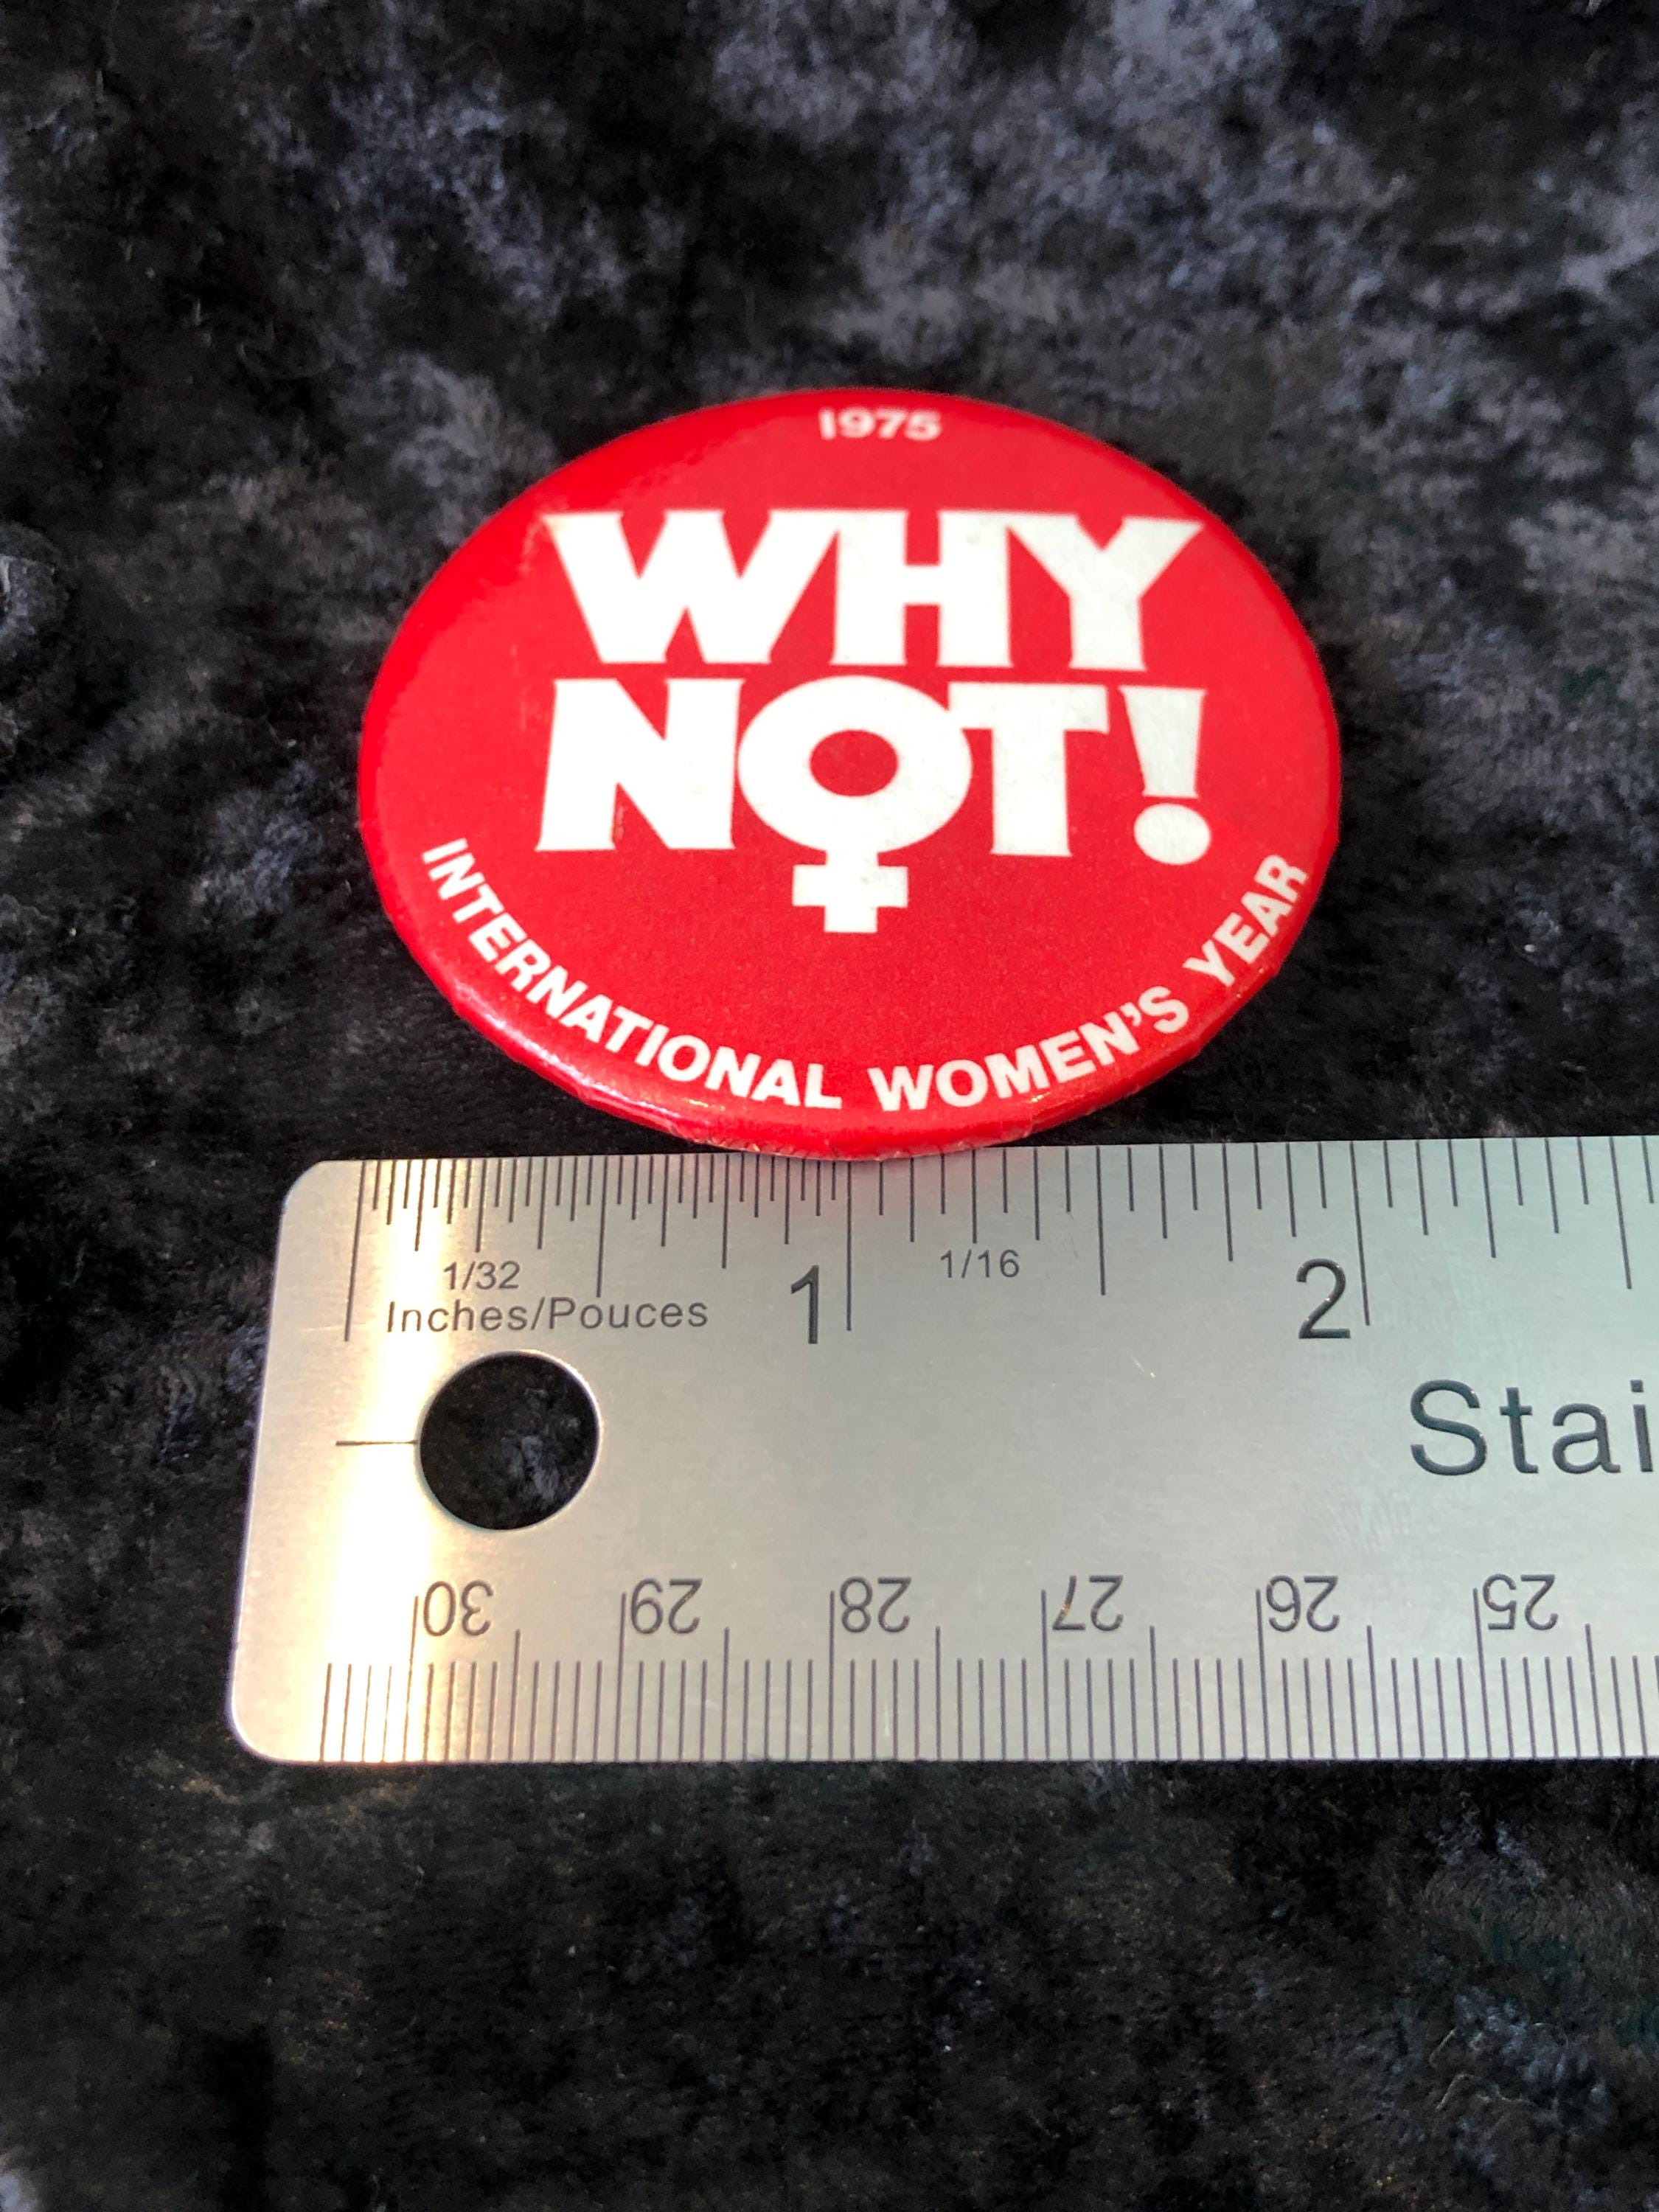 1975
WHY
NOT!
INTERNATIONAL WOMEN'S YEAR
1/32
Inches/Pouces
1
1/16
2
Stai
30
29
28
27
26
25